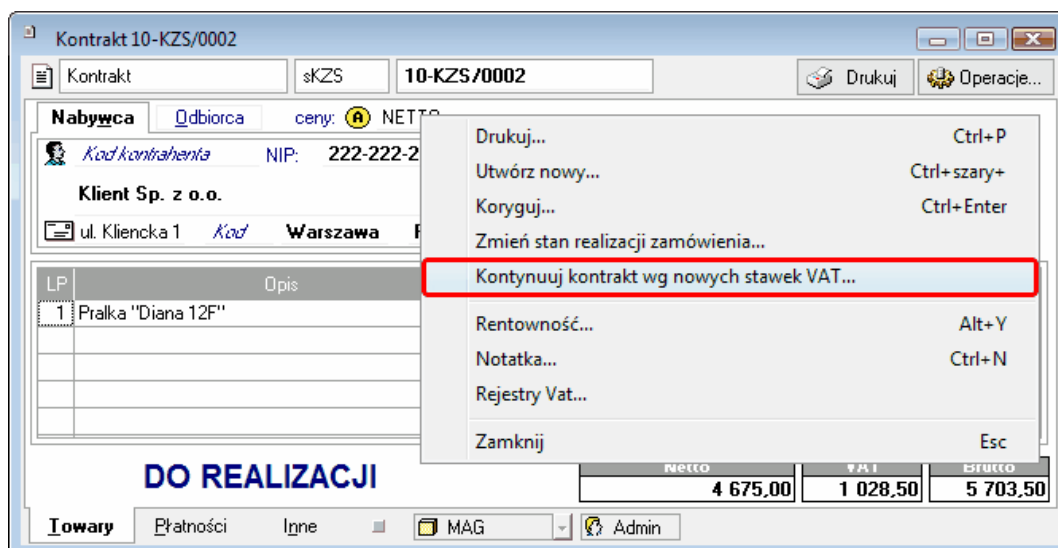 Kontrakt 10-KZS/0002
Kontrakt sKZS 10-KZS/0002 Drukuj Operacje...
Nabywca Odbiorca ceny: A NETTO
Kod kontrahenta NIP: 222-222-2
Klient Sp. z o.o.
ul. Kliencka 1 Kod Warszawa
LP Opis
1 Pralka "Diana 12F"
Drukuj... Ctrl+P
Utwórz nowy... Ctrl+szary+
Koryguj... Ctrl+Enter
Zmień stan realizacji zamówienia...
Kontynuuj kontrakt wg nowych stawek VAT...
Rentowność... Alt+Y
Notatka... Ctrl+N
Rejestry Vat...
Zamknij Esc
DO REALIZACJI
Netto VAT Brutto
4 675,00 1 028,50 5 703,50
Towary Płatności Inne MAG Admin